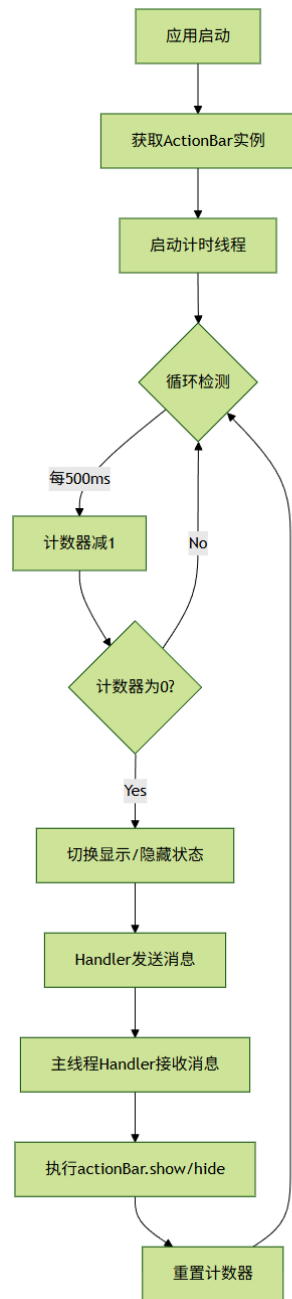 应用启动
获取ActionBar实例
启动计时线程
循环检测
每500ms
计数器减1
No
计数器为0?
Yes
切换显示/隐藏状态
Handler发送消息
主线程Handler接收消息
执行actionBar.show/hide
重置计数器